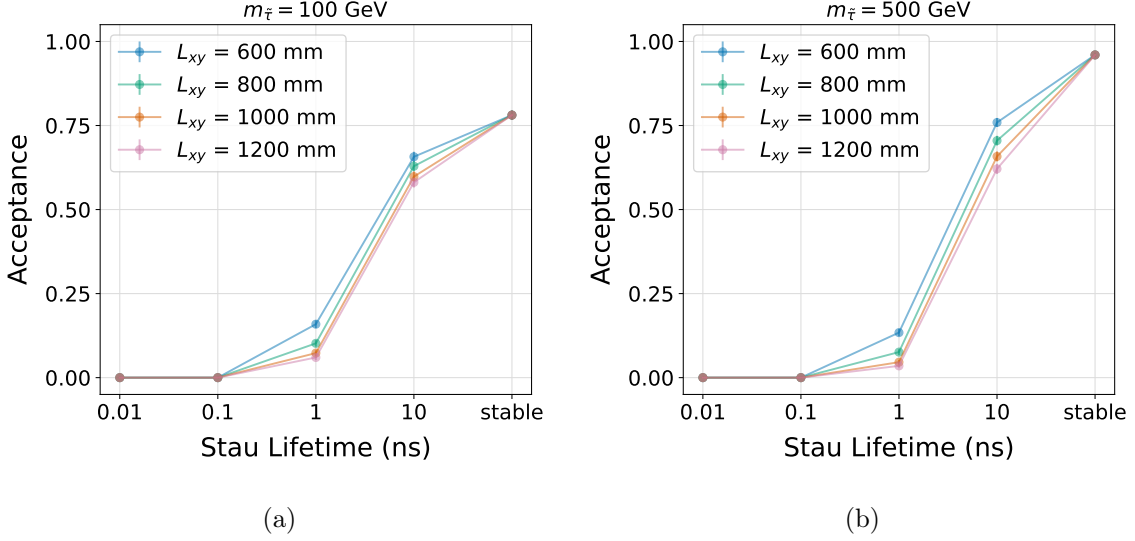 m_τ̃ = 100 GeV
1.00
0.75
0.50
0.25
0.00
Acceptance
L_xy = 600 mm
L_xy = 800 mm
L_xy = 1000 mm
L_xy = 1200 mm
0.01 0.1 1 10 stable
Stau Lifetime (ns)
(a)
m_τ̃ = 500 GeV
1.00
0.75
0.50
0.25
0.00
Acceptance
L_xy = 600 mm
L_xy = 800 mm
L_xy = 1000 mm
L_xy = 1200 mm
0.01 0.1 1 10 stable
Stau Lifetime (ns)
(b)